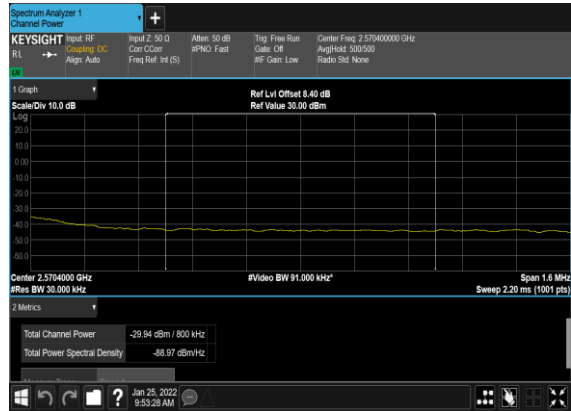 Spectrum Analyzer 1
Channel Power
+
KEYSIGHT Input: RF Input Z: 50 Ω Atten: 50 dB Trig: Free Run Center Freq: 2.570400000 GHz
RL Coupling: DC Corr CCorr #PNO: Fast Gate: Off Avg|Hold: 500/500
Align: Auto Freq Ref: Int (S) #IF Gain: Low Radio Std: None
1 Graph
Ref Lvl Offset 8.40 dB
Scale/Div 10.0 dB Ref Value 30.00 dBm
Log
20.0
10.0
0.00
-10.0
-20.0
-30.0
-40.0
-50.0
-60.0
Center 2.5704000 GHz #Video BW 91.000 kHz* Span 1.6 MHz
#Res BW 30.000 kHz Sweep 2.20 ms (1001 pts)
2 Metrics
Total Channel Power -29.94 dBm / 800 kHz
Total Power Spectral Density -88.97 dBm/Hz
? Jan 25, 2022
9:53:28 AM